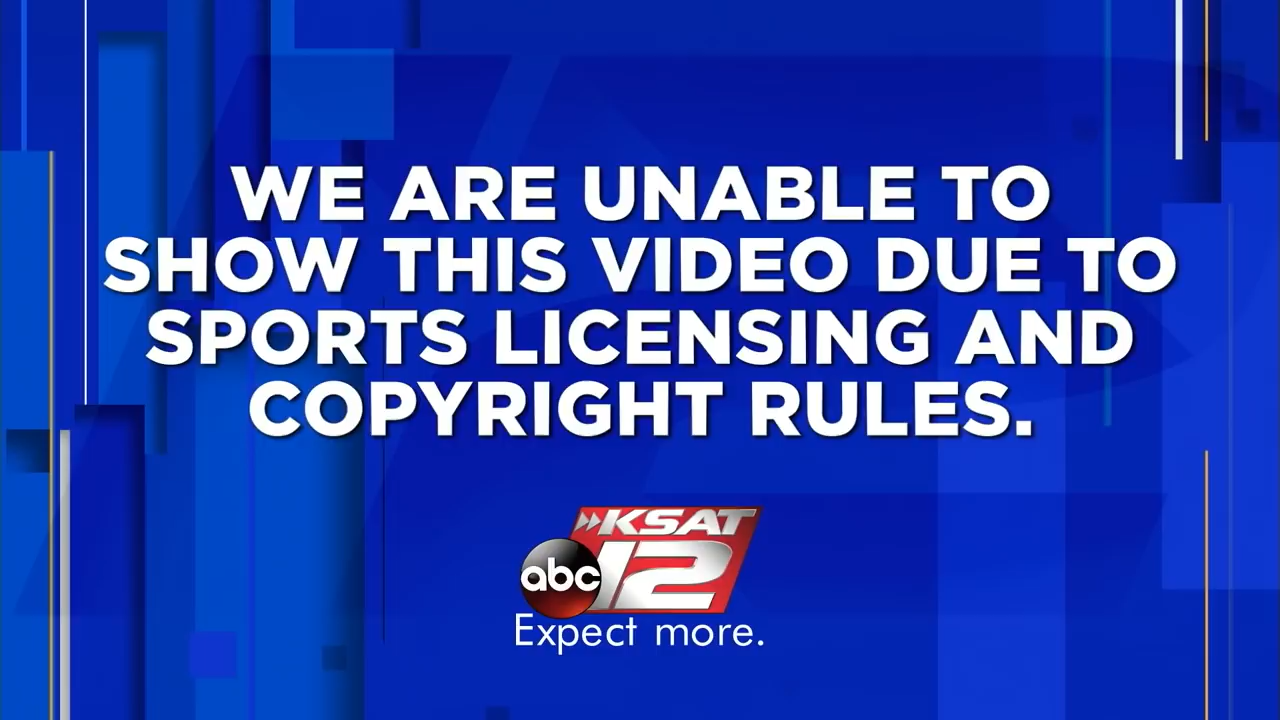 WE ARE UNABLE TO
SHOW THIS VIDEO DUE TO
SPORTS LICENSING AND
COPYRIGHT RULES.
KSAT
abc 12
Expect more.